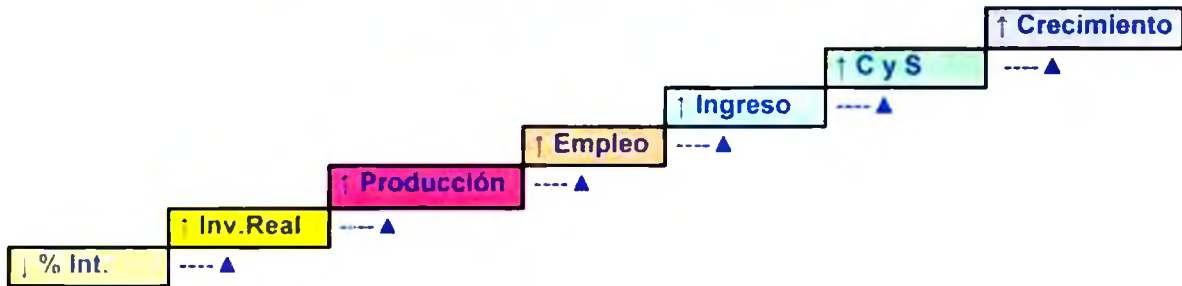 ↑ Crecimiento
↑ C y S ---- ▲
↑ Ingreso ---- ▲
↑ Empleo ---- ▲
↑ Producción ---- ▲
↑ Inv.Real ---- ▲
↓ % Int. ---- ▲